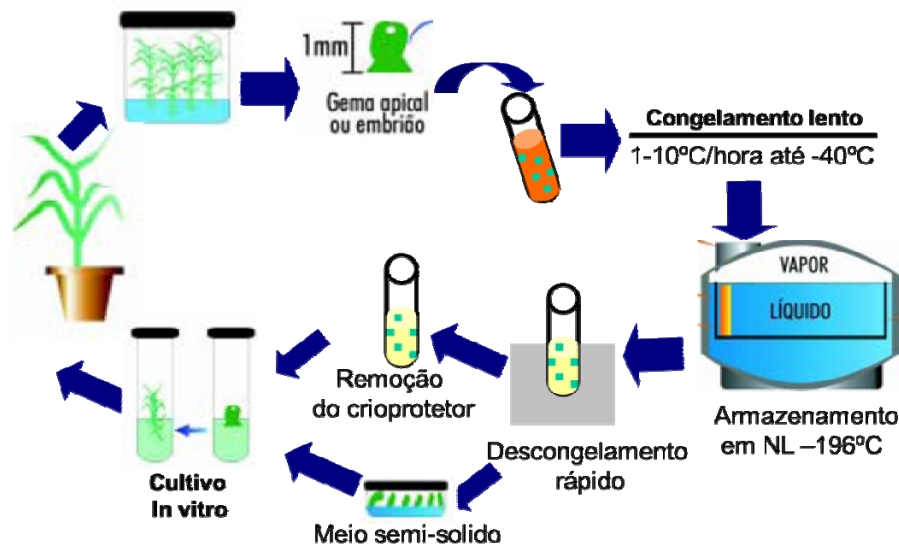 1mm
Gema apical
ou embrião
Congelamento lento
1-10ºC/hora até -40ºC
VAPOR
LÍQUIDO
Armazenamento
em NL –196ºC
Descongelamento
rápido
Remoção
do crioprotetor
Meio semi-solido
Cultivo
In vitro